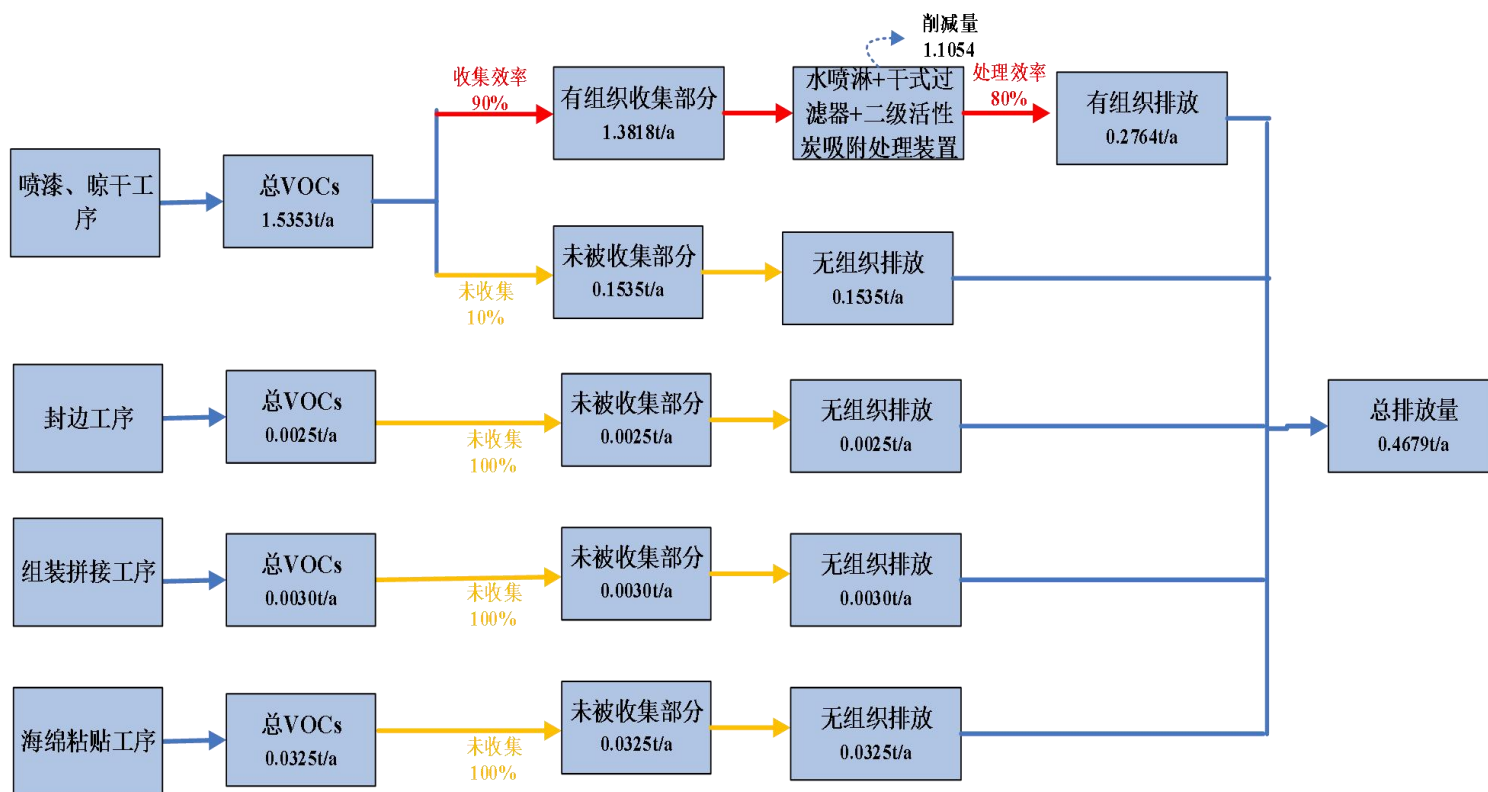 削减量
1.1054
收集效率
90%
有组织收集部分
1.3818t/a
水喷淋+干式过
滤器+二级活性
炭吸附处理装置
处理效率
80%
有组织排放
0.2764t/a
喷漆、晾干工
序
总VOCs
1.5353t/a
未收集
10%
未被收集部分
0.1535t/a
无组织排放
0.1535t/a
封边工序
总VOCs
0.0025t/a
未收集
100%
未被收集部分
0.0025t/a
无组织排放
0.0025t/a
总排放量
0.4679t/a
组装拼接工序
总VOCs
0.0030t/a
未收集
100%
未被收集部分
0.0030t/a
无组织排放
0.0030t/a
海绵粘贴工序
总VOCs
0.0325t/a
未收集
100%
未被收集部分
0.0325t/a
无组织排放
0.0325t/a